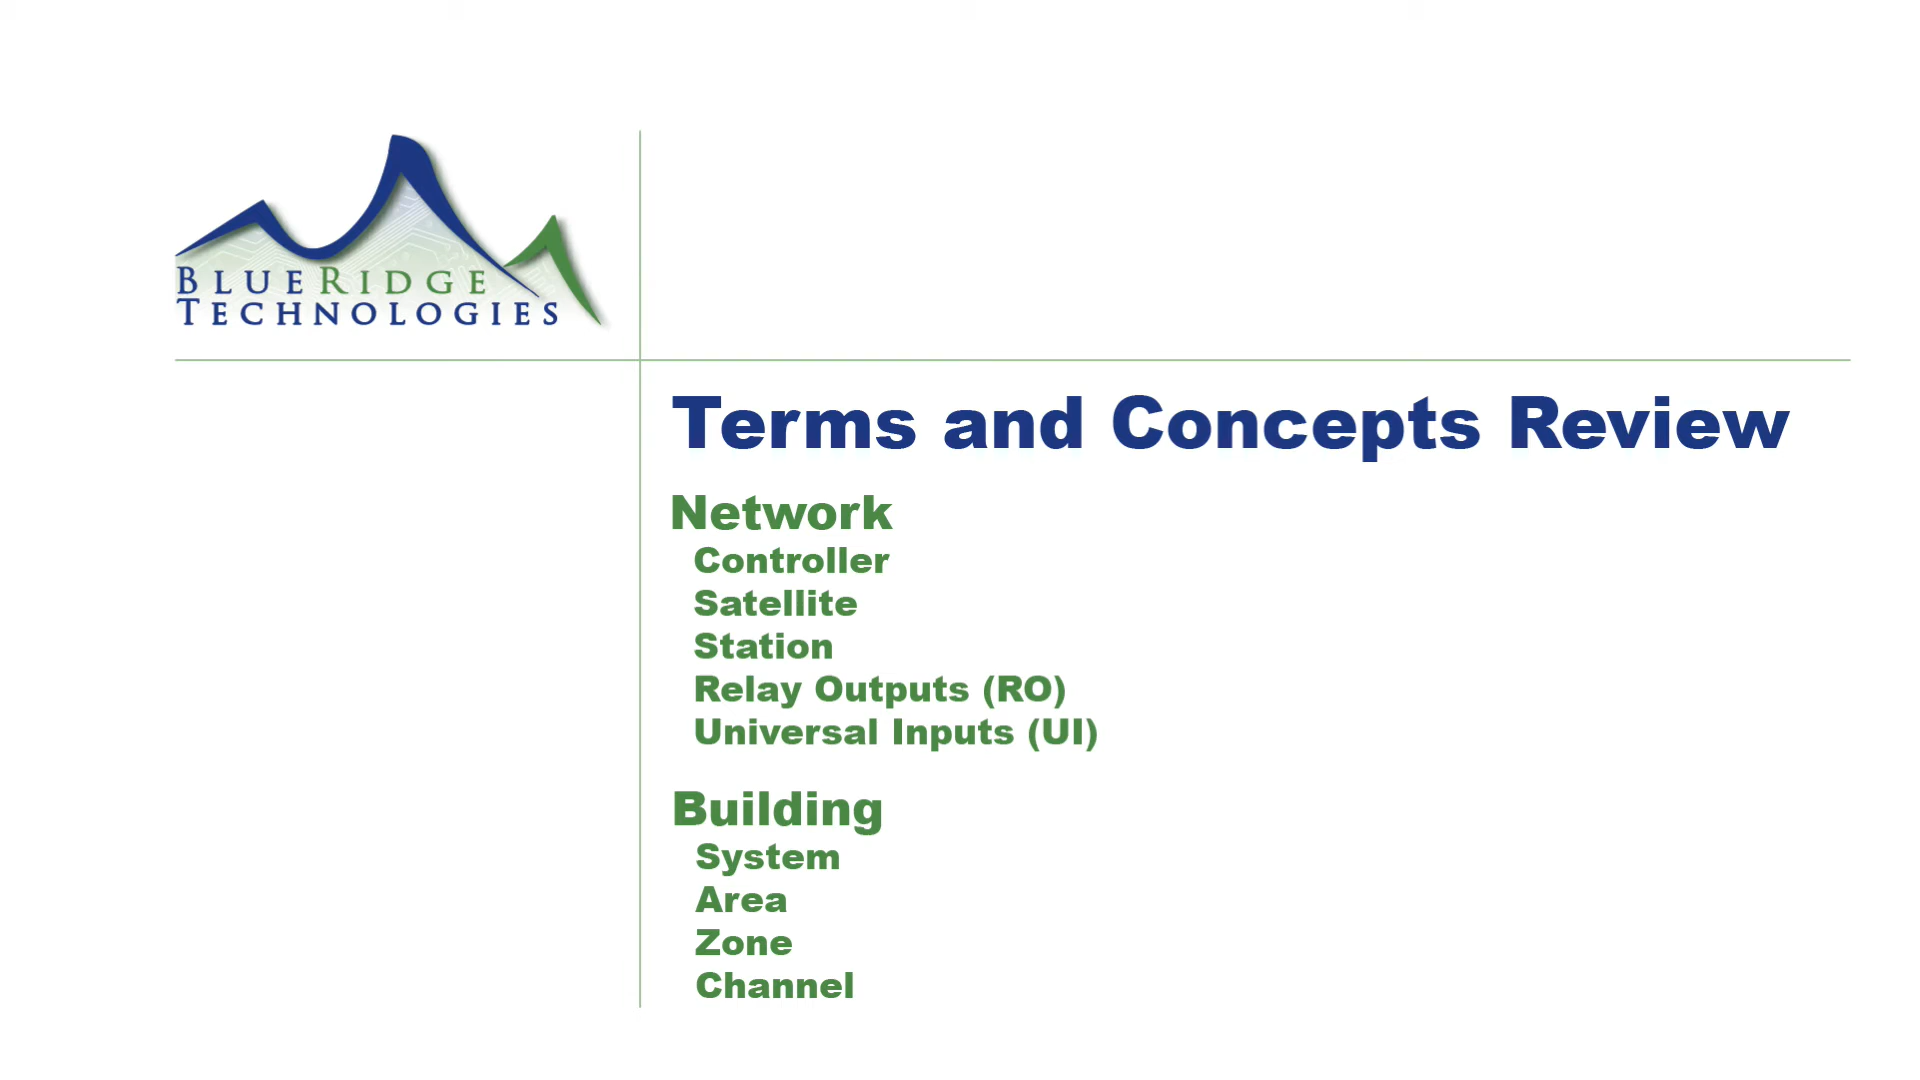 BLUERIDGE
TECHNOLOGIES
Terms and Concepts Review
Network
Controller
Satellite
Station
Relay Outputs (RO)
Universal Inputs (UI)
Building
System
Area
Zone
Channel